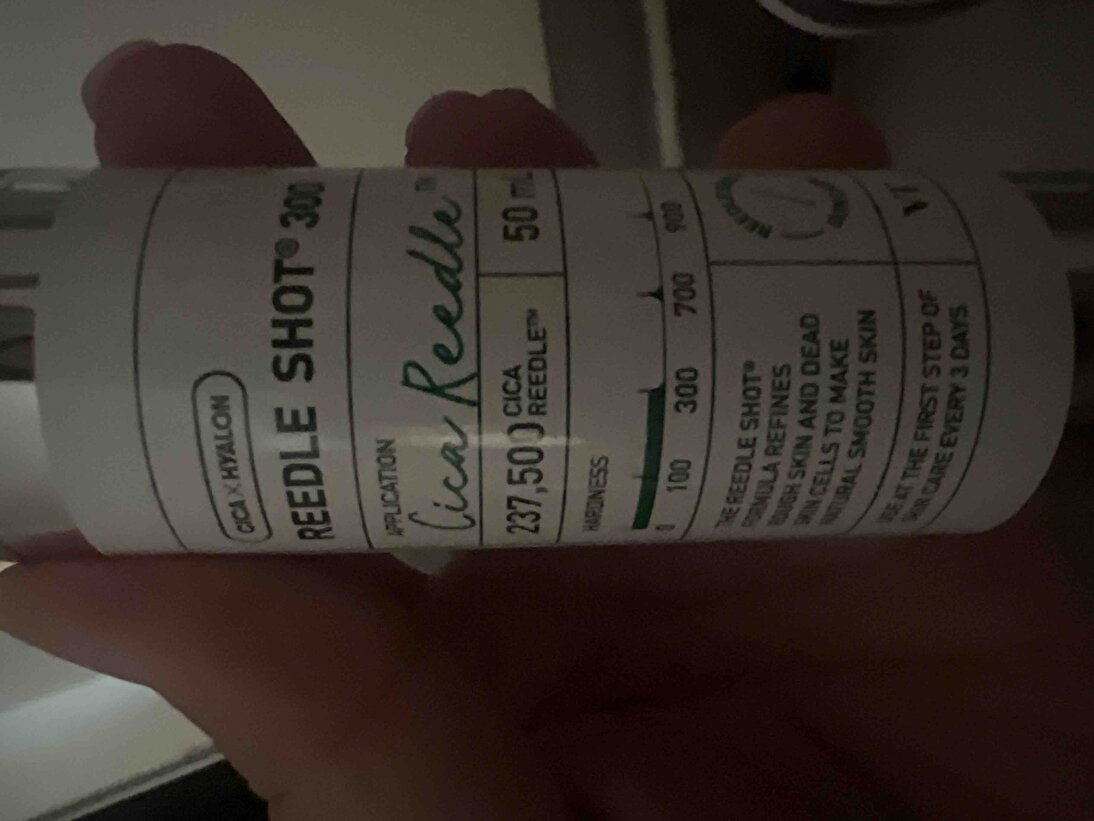 CICA X HYALON
REEDLE SHOT® 300
APPLICATION
Cica Reedle™
237,500 CICA REEDLE™
50 mL
HARDNESS
0 100 300 700 900
THE REEDLE SHOT®
FORMULA REFINES
ROUGH SKIN AND DEAD
SKIN CELLS TO MAKE
NATURAL SMOOTH SKIN
USE AT THE FIRST STEP OF
SKIN CARE EVERY 3 DAYS
VT